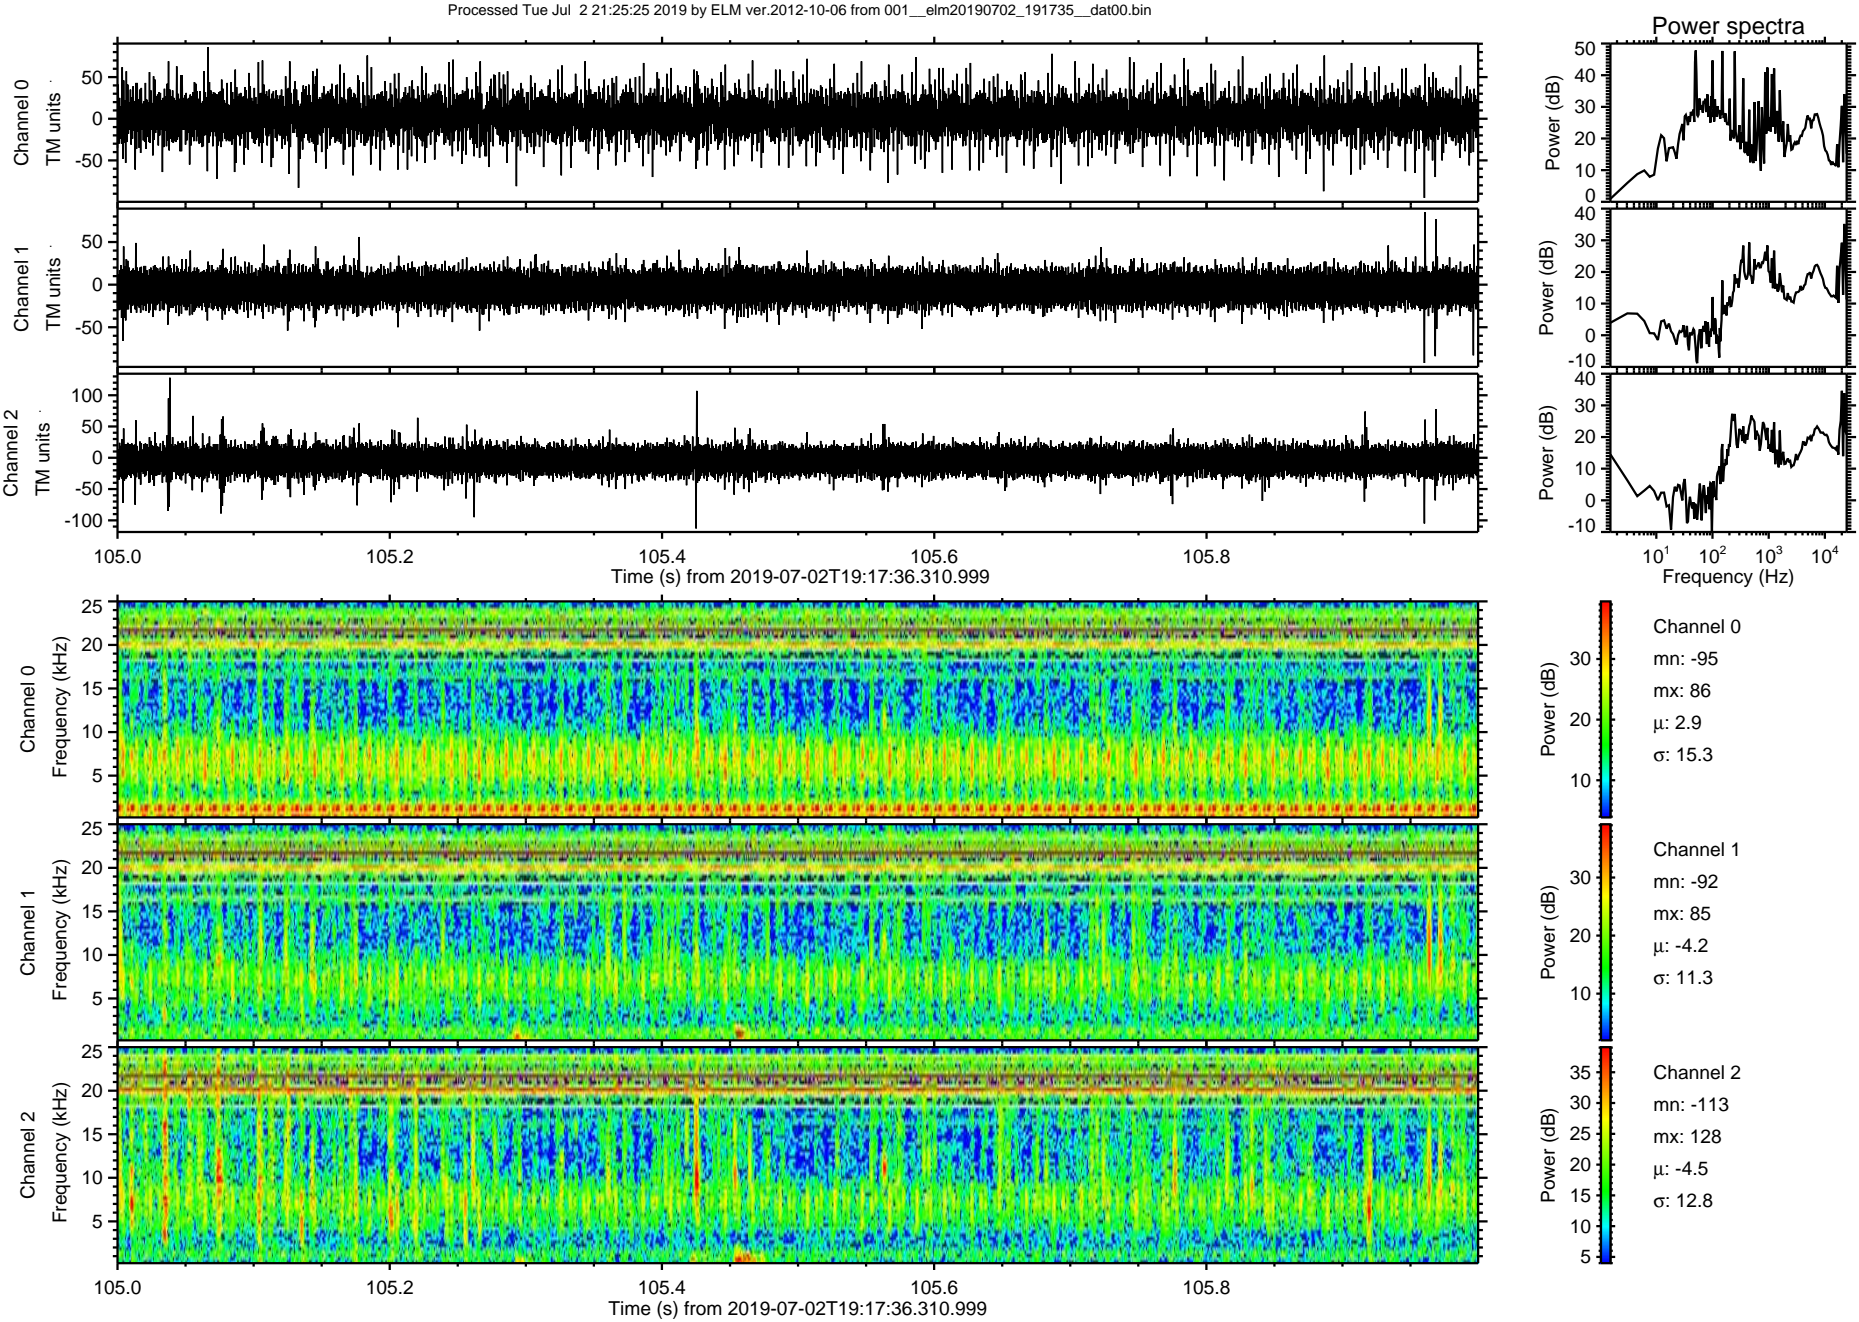 Processed Tue Jul  2 21:25:25 2019 by ELM ver.2012-10-06 from 001__elm20190702_191735__dat00.bin
Power spectra
Channel 0
TM units
50
0
-50
Power (dB)
50
40
30
20
10
0
Channel 1
TM units
50
0
-50
Power (dB)
40
30
20
10
0
-10
Channel 2
TM units
100
50
0
-50
-100
Power (dB)
40
30
20
10
0
-10
105.0 105.2 105.4 105.6 105.8
Time (s) from 2019-07-02T19:17:36.310.999
10^1 10^2 10^3 10^4
Frequency (Hz)
Channel 0
Frequency (kHz)
25
20
15
10
5
Power (dB)
30
20
10
Channel 0
mn: -95
mx: 86
μ: 2.9
σ: 15.3
Channel 1
Frequency (kHz)
25
20
15
10
5
Power (dB)
30
20
10
Channel 1
mn: -92
mx: 85
μ: -4.2
σ: 11.3
Channel 2
Frequency (kHz)
25
20
15
10
5
Power (dB)
35
30
25
20
15
10
5
Channel 2
mn: -113
mx: 128
μ: -4.5
σ: 12.8
105.0 105.2 105.4 105.6 105.8
Time (s) from 2019-07-02T19:17:36.310.999